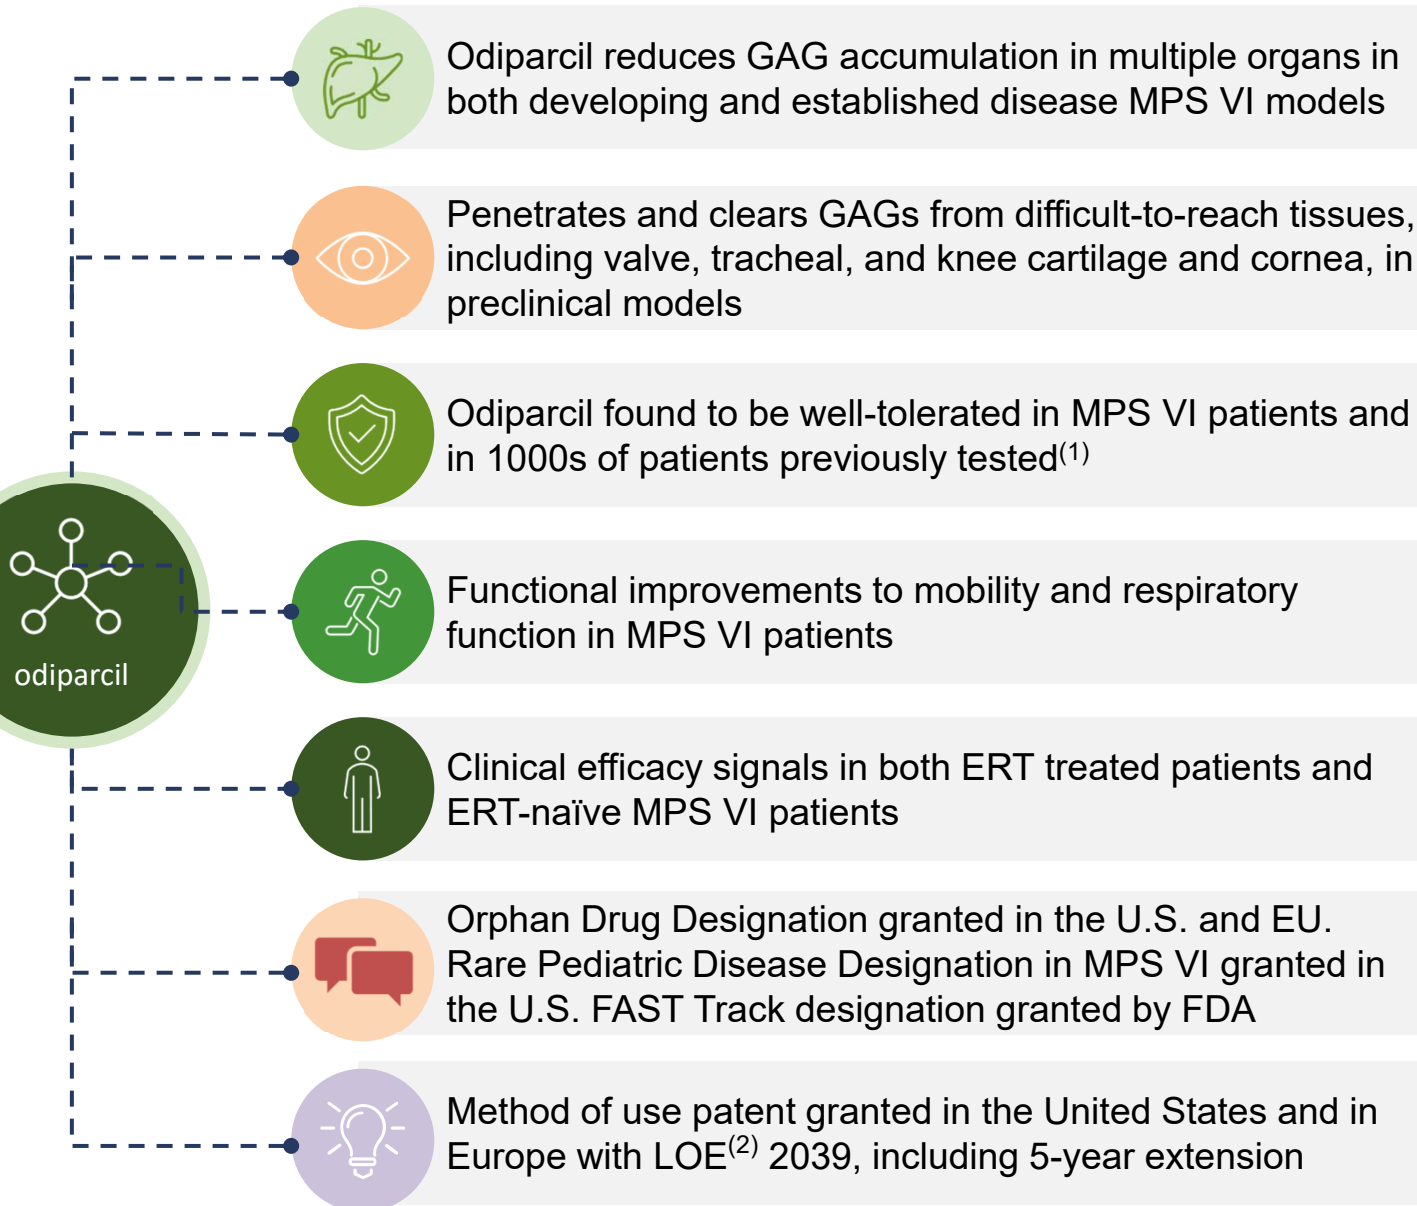 Odiparcil reduces GAG accumulation in multiple organs in
both developing and established disease MPS VI models
Penetrates and clears GAGs from difficult-to-reach tissues,
including valve, tracheal, and knee cartilage and cornea, in
preclinical models
Odiparcil found to be well-tolerated in MPS VI patients and
in 1000s of patients previously tested(1)
odiparcil
Functional improvements to mobility and respiratory
function in MPS VI patients
Clinical efficacy signals in both ERT treated patients and
ERT-naïve MPS VI patients
Orphan Drug Designation granted in the U.S. and EU.
Rare Pediatric Disease Designation in MPS VI granted in
the U.S. FAST Track designation granted by FDA
Method of use patent granted in the United States and in
Europe with LOE(2) 2039, including 5-year extension